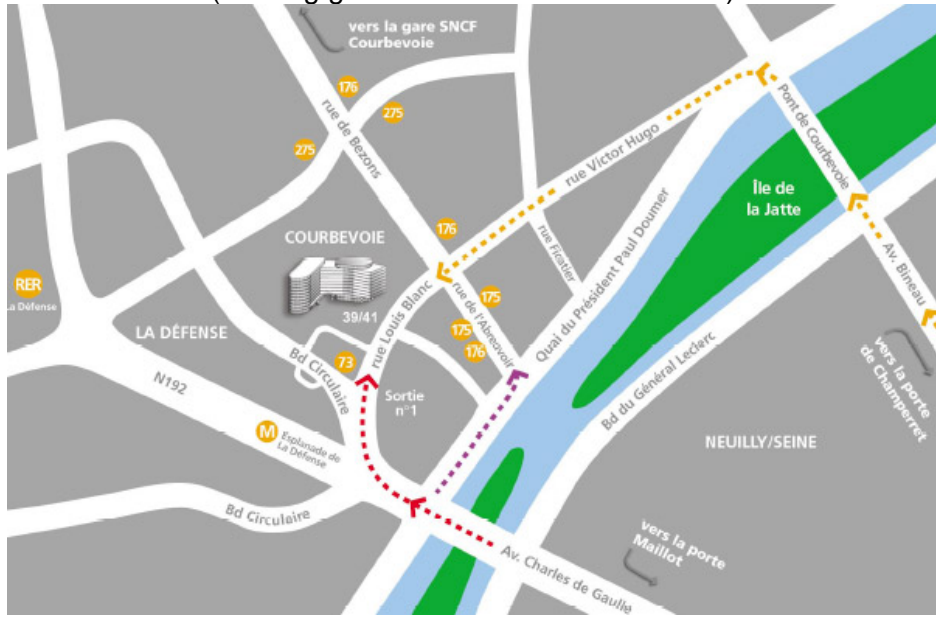 vers la gare SNCF
Courbevoie
176
275
275
rue de Bezons
rue Victor Hugo
Pont de Courbevoie
Île de
la Jatte
176
COURBEVOIE
rue Ficatier
Quai du Président Paul Doumer
Av. Bineau
RER
La Défense
39/41
rue Louis Blanc
rue de l'Abreuvoir
175
175
176
LA DÉFENSE
73
Bd Circulaire
Bd du Général Leclerc
vers la porte
de Champerret
N192
Sortie
n°1
M
Esplanade de
La Défense
NEUILLY/SEINE
Bd Circulaire
vers la porte
Maillot
Av. Charles de Gaulle